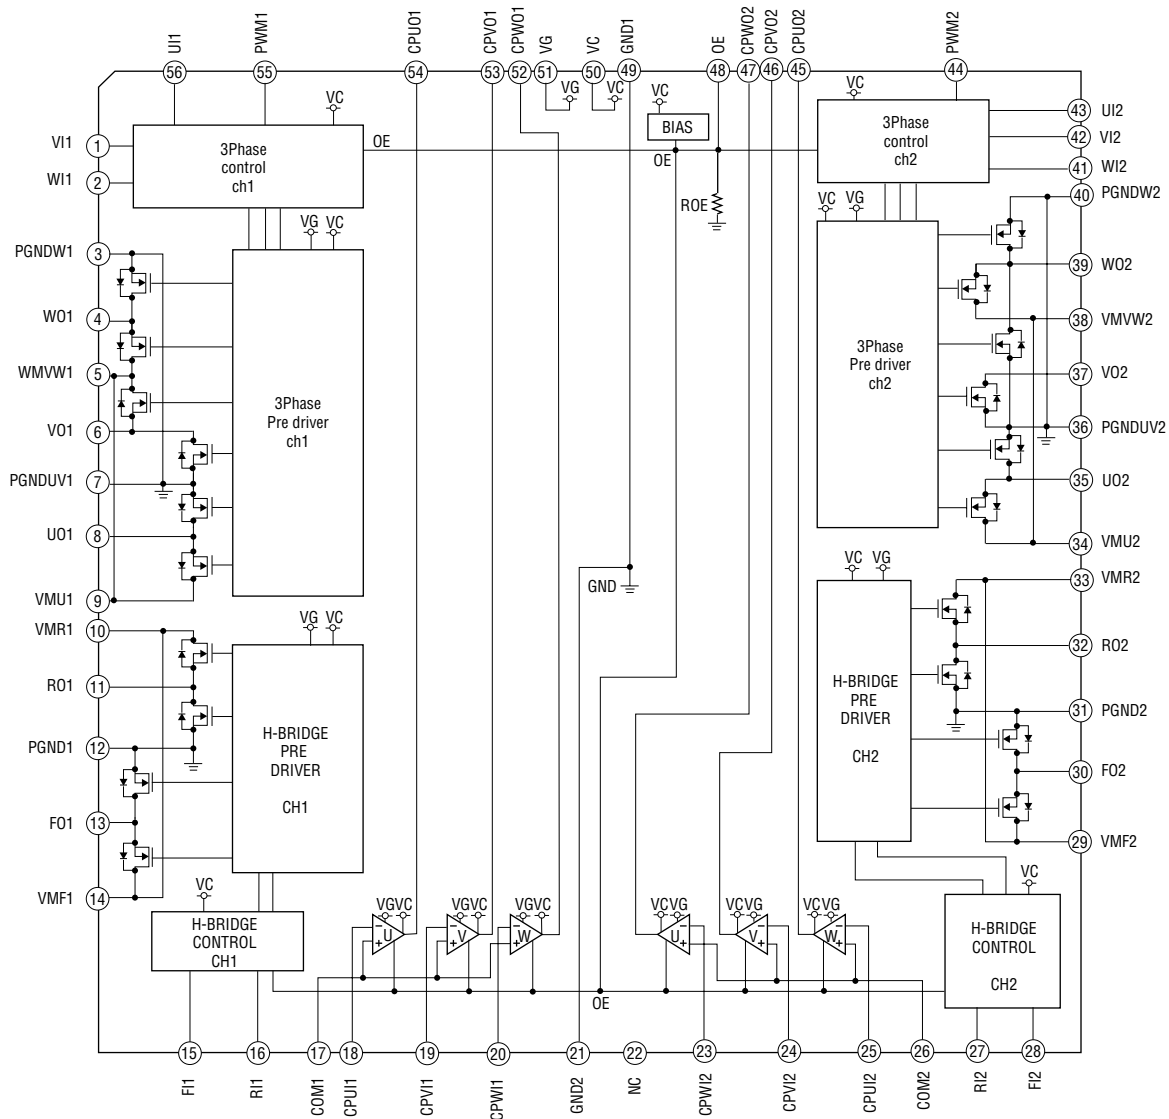 UI1
PWM1
CPUO1
CPVO1
CPWO1
VG
VC
GND1
OE
CPWO2
CPVO2
CPUO2
PWM2
56
55
54
53
52
51
50
49
48
47
46
45
44
VG
VC
VC
VC
VC
BIAS
OE
OE
ROE
3Phase
control
ch1
3Phase
control
ch2
VI1
1
WI1
2
43
UI2
42
VI2
41
WI2
40
PGNDW2
VG
VC
VC
VG
PGNDW1
3
WO1
4
WMVW1
5
VO1
6
PGNDUV1
7
UO1
8
VMU1
9
3Phase
Pre driver
ch1
3Phase
Pre driver
ch2
39
WO2
38
VMVW2
37
VO2
36
PGNDUV2
35
UO2
34
VMU2
GND
VMR1
10
RO1
11
PGND1
12
FO1
13
VMF1
14
VG
VC
H-BRIDGE
PRE
DRIVER
CH1
VC
VG
H-BRIDGE
PRE
DRIVER
CH2
33
VMR2
32
RO2
31
PGND2
30
FO2
29
VMF2
VC
H-BRIDGE
CONTROL
CH1
VGVC
U
VGVC
V
VGVC
W
VCVG
U
VCVG
V
VCVG
W
VC
H-BRIDGE
CONTROL
CH2
OE
15
16
17
18
19
20
21
22
23
24
25
26
27
28
FI1
RI1
COM1
CPUI1
CPVI1
CPWI1
GND2
NC
CPWI2
CPVI2
CPUI2
COM2
RI2
FI2